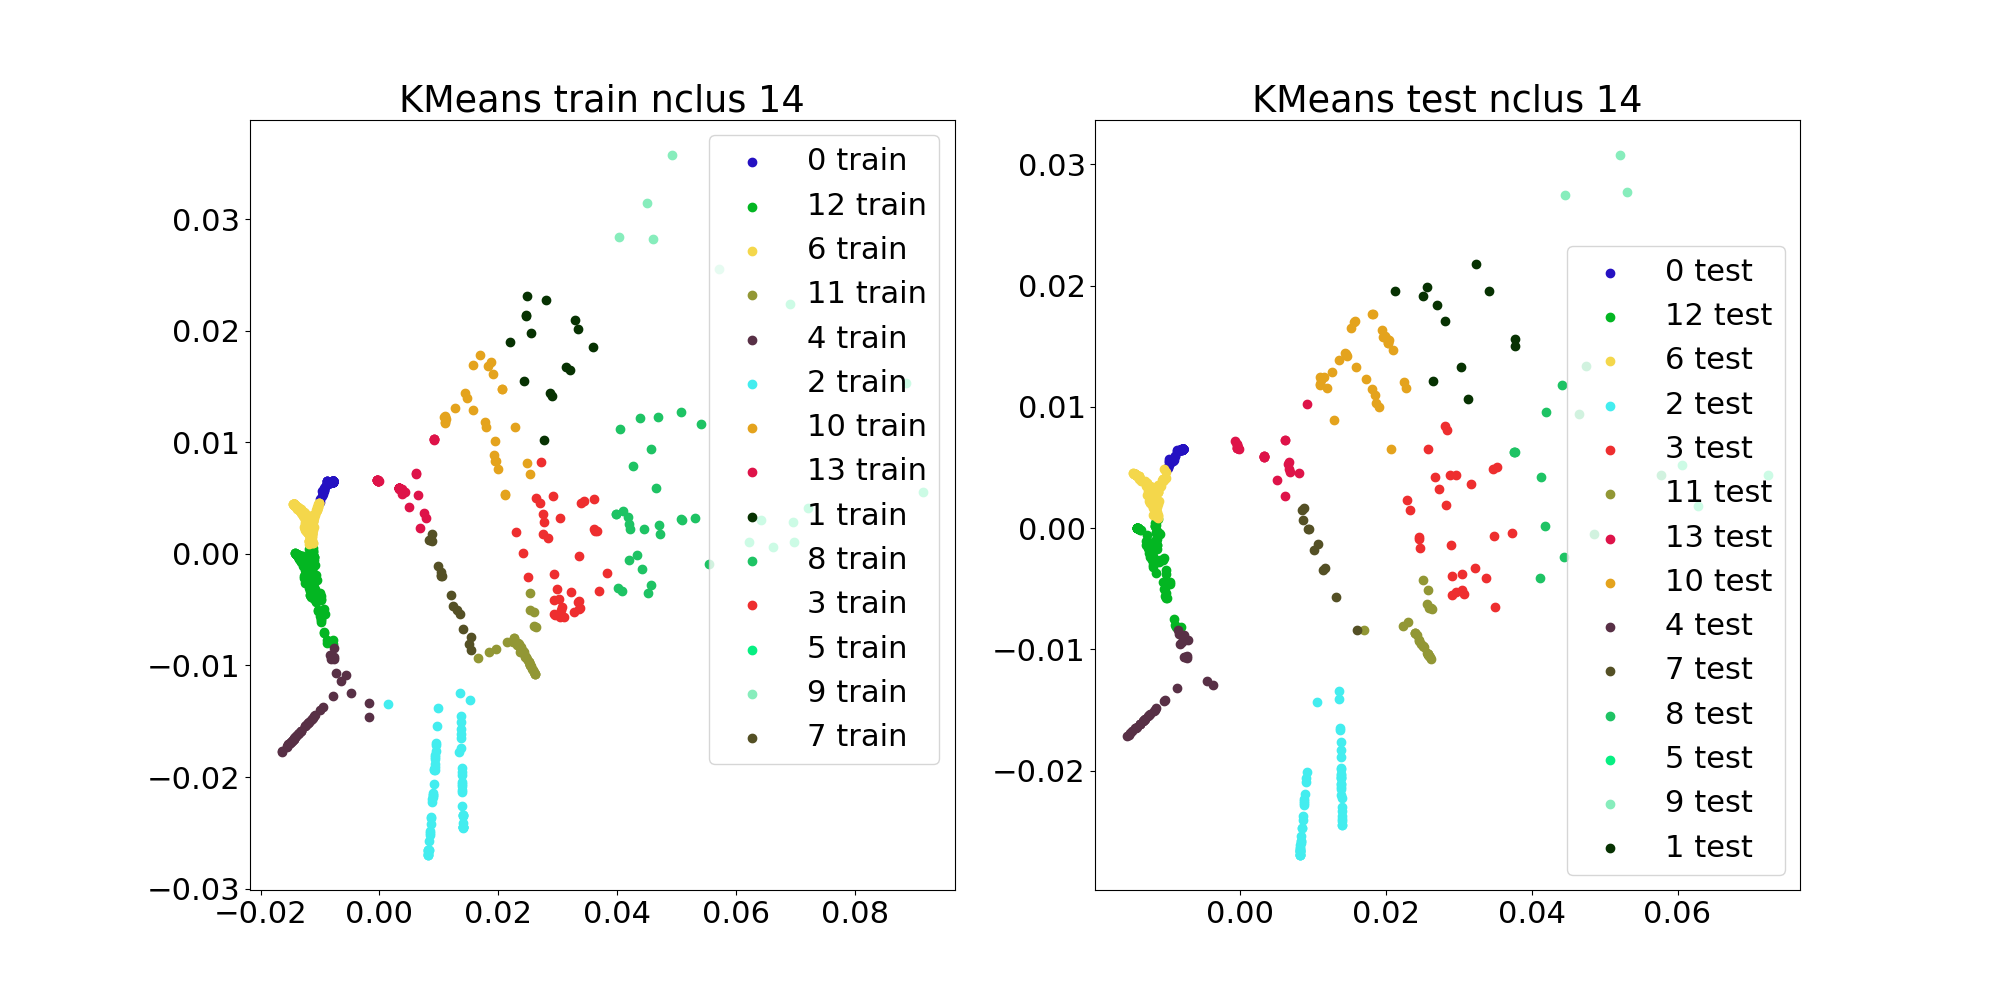 KMeans train nclus 14
0.03
0.02
0.01
0.00
−0.01
−0.02
−0.03
−0.02 0.00 0.02 0.04 0.06 0.08
0 train
12 train
6 train
11 train
4 train
2 train
10 train
13 train
1 train
8 train
3 train
5 train
9 train
7 train
KMeans test nclus 14
0.03
0.02
0.01
0.00
−0.01
−0.02
0.00 0.02 0.04 0.06
0 test
12 test
6 test
2 test
3 test
11 test
13 test
10 test
4 test
7 test
8 test
5 test
9 test
1 test